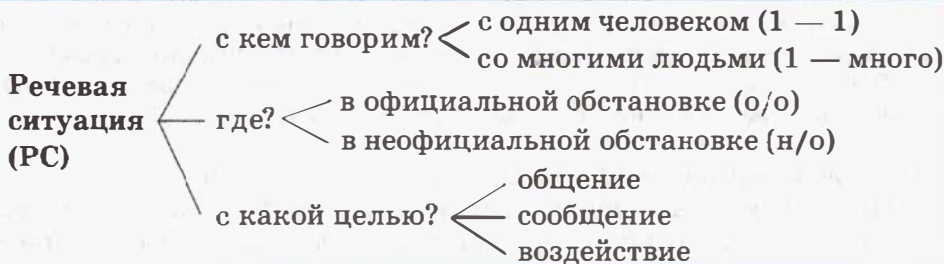 с одним человеком (1 — 1)
с кем говорим?
со многими людьми (1 — много)
Речевая
ситуация
(РС)
в официальной обстановке (о/о)
где?
в неофициальной обстановке (н/о)
общение
с какой целью?
сообщение
воздействие